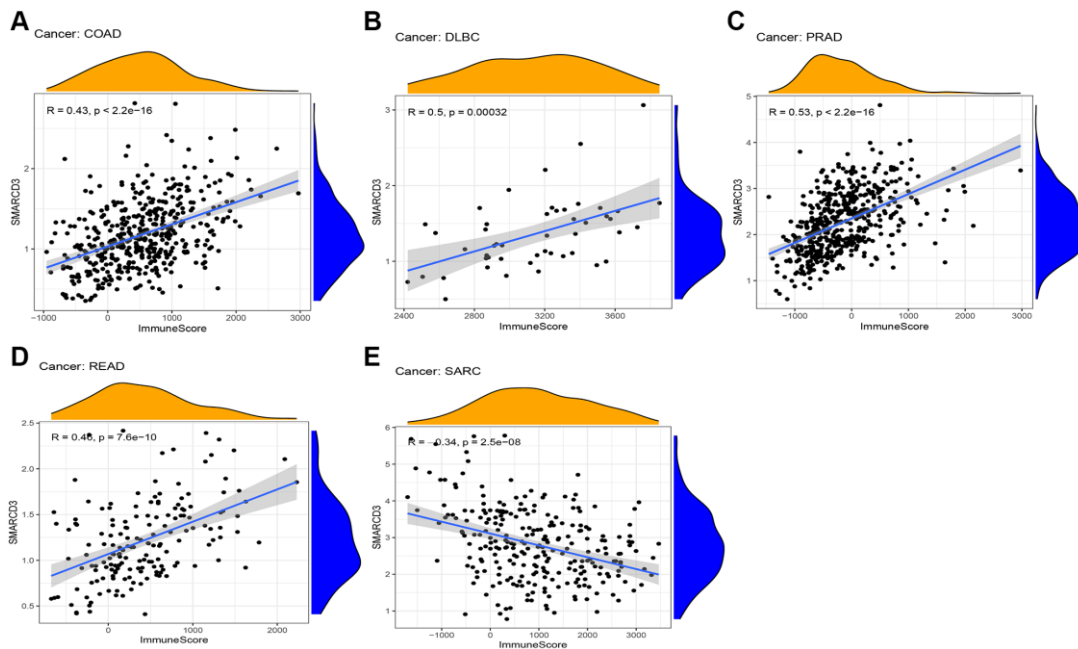 A
Cancer: COAD
R = 0.43, p < 2.2e−16
SMARCD3
2
1
−1000 0 1000 2000 3000
ImmuneScore
B
Cancer: DLBC
R = 0.5, p = 0.00032
SMARCD3
3
2
1
2400 2800 3200 3600
ImmuneScore
C
Cancer: PRAD
R = 0.53, p < 2.2e−16
SMARCD3
5
4
3
2
1
−1000 0 1000 2000 3000
ImmuneScore
D
Cancer: READ
R = 0.46, p = 7.6e−10
SMARCD3
2.5
2.0
1.5
1.0
0.5
0 1000 2000
ImmuneScore
E
Cancer: SARC
R = −0.34, p = 2.5e−08
SMARCD3
6
5
4
3
2
1
−1000 0 1000 2000 3000
ImmuneScore